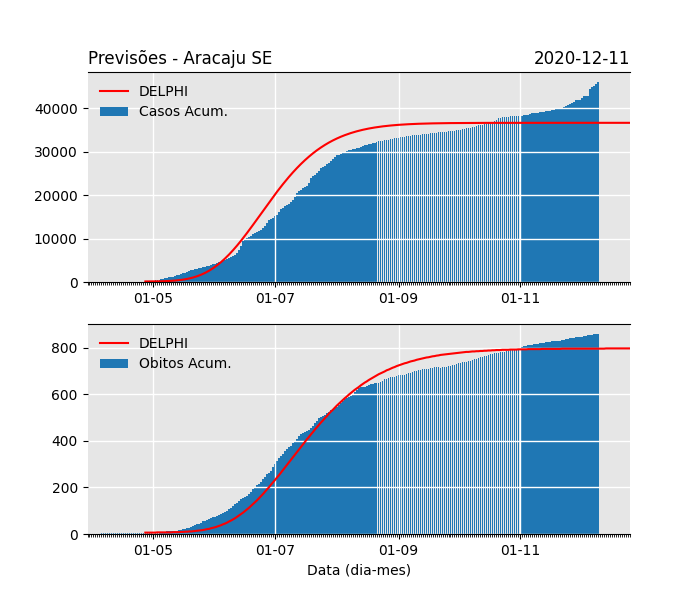 Previsões - Aracaju SE 2020-12-11
DELPHI
Casos Acum.
40000
30000
20000
10000
0
01-05 01-07 01-09 01-11
DELPHI
Obitos Acum.
800
600
400
200
0
01-05 01-07 01-09 01-11
Data (dia-mes)